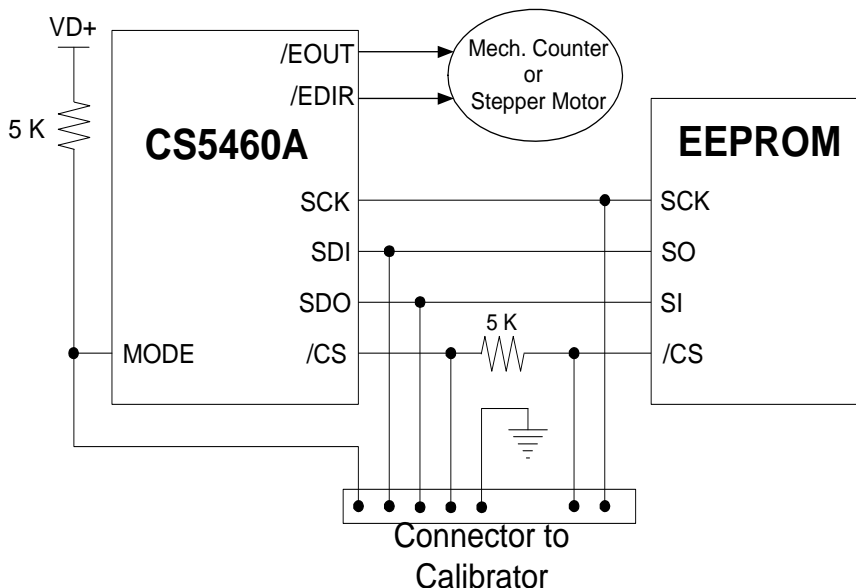 VD+
5 K
CS5460A
/EOUT
/EDIR
SCK
SDI
SDO
/CS
MODE
Mech. Counter
or
Stepper Motor
5 K
EEPROM
SCK
SO
SI
/CS
Connector to
Calibrator